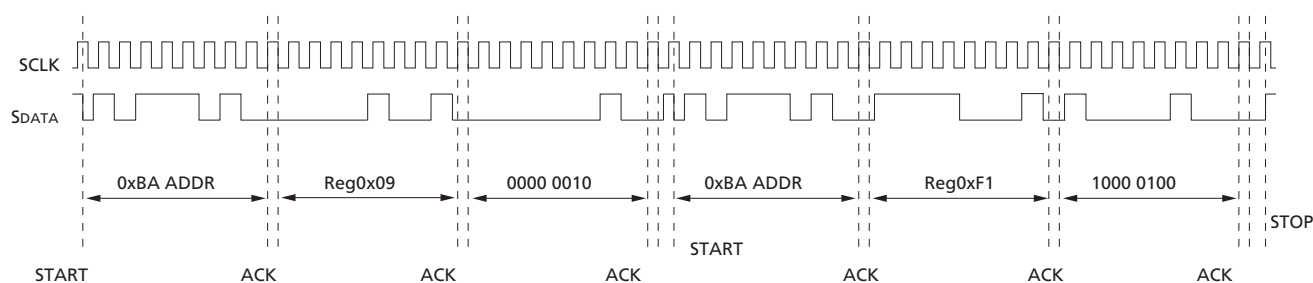 SCLK
SDATA
0xBA ADDR Reg0x09 0000 0010 0xBA ADDR Reg0xF1 1000 0100
STOP
START
START ACK ACK ACK ACK ACK ACK